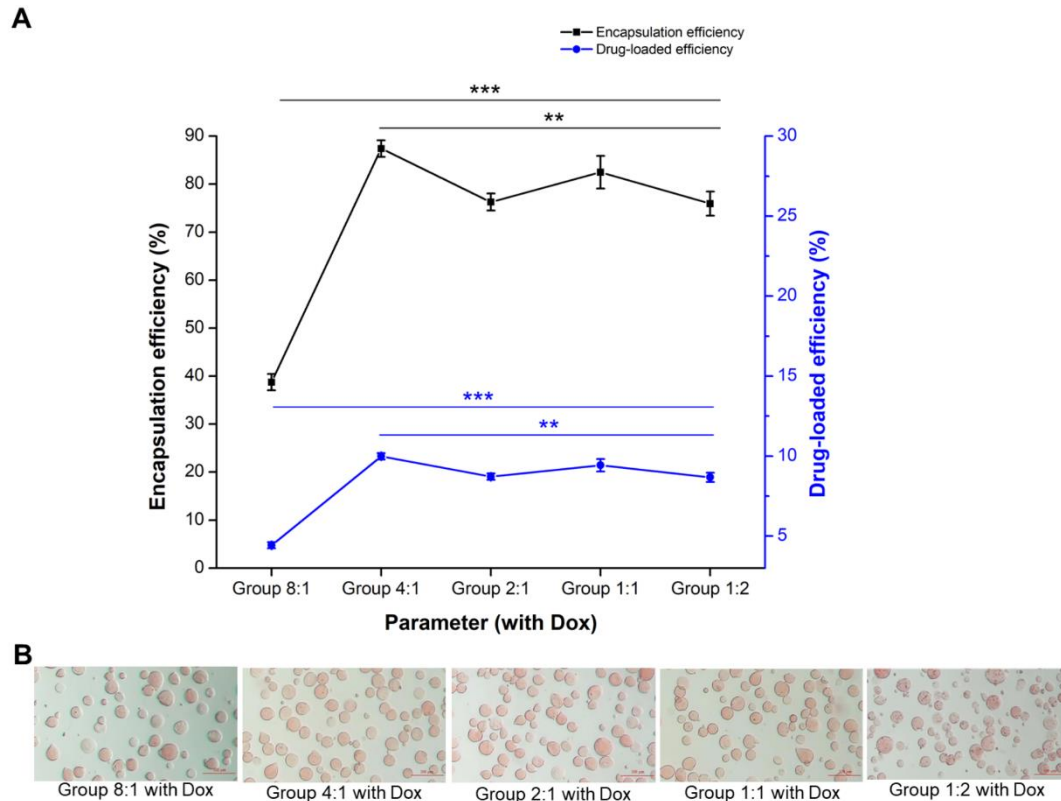 A
Encapsulation efficiency
Drug-loaded efficiency
***
**
90
80
70
60
50
40
30
20
10
0
Encapsulation efficiency (%)
30
25
20
15
10
5
Drug-loaded efficiency (%)
***
**
Group 8:1 Group 4:1 Group 2:1 Group 1:1 Group 1:2
Parameter (with Dox)
B
Group 8:1 with Dox Group 4:1 with Dox Group 2:1 with Dox Group 1:1 with Dox Group 1:2 with Dox